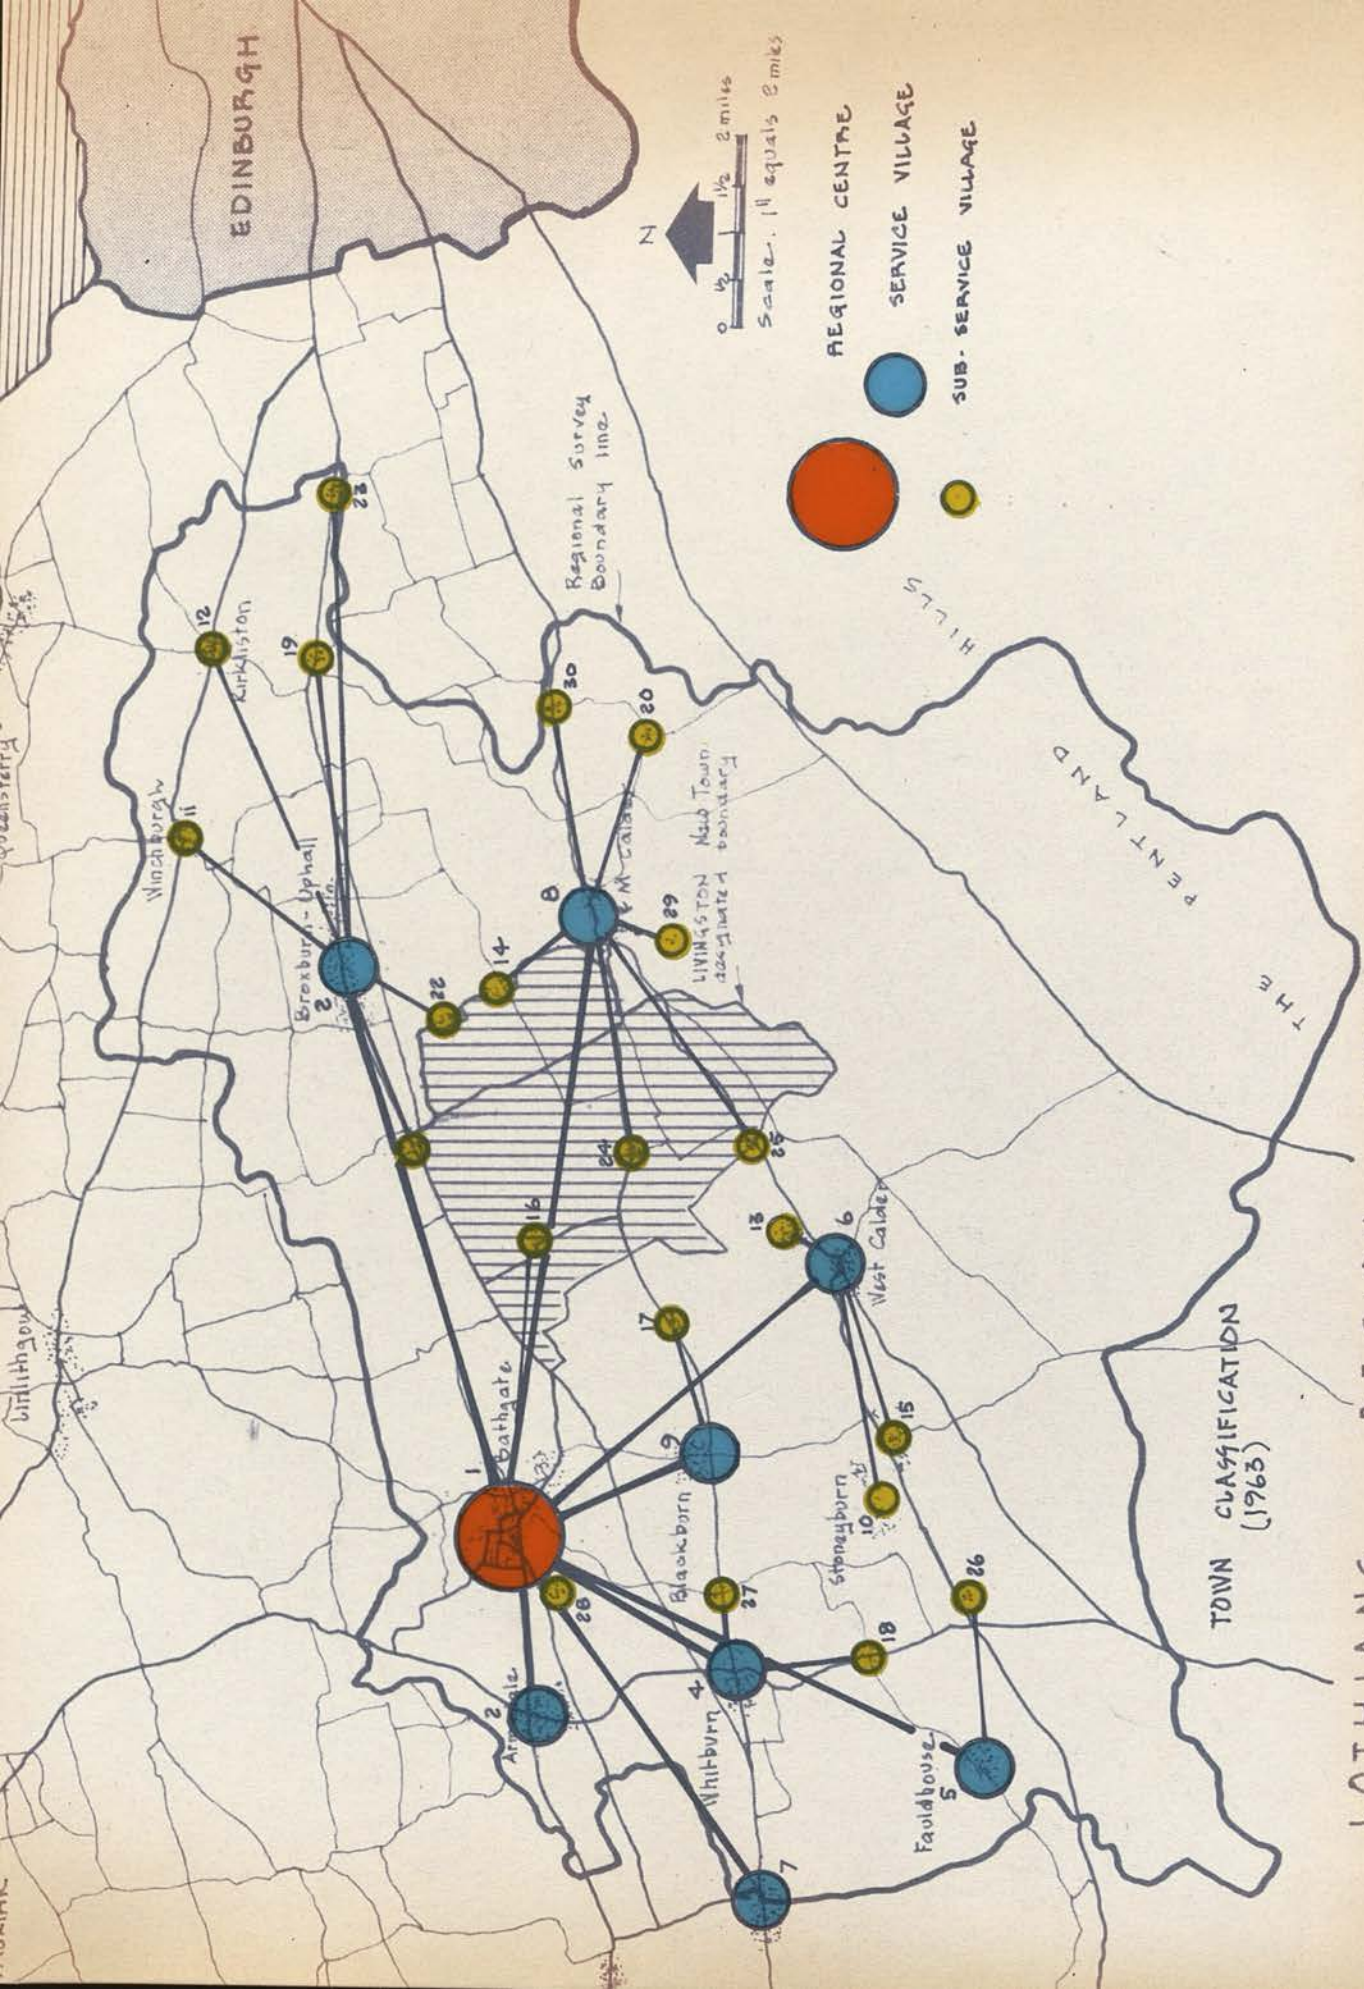 EDINBURGH
N
0 ½ 1½ 2 miles
Scale. 1" equals 2 miles
REGIONAL CENTRE
SERVICE VILLAGE
SUB-SERVICE VILLAGE
Regional Survey
Boundary line
THE
PENTLAND
HILLS
LIVINGSTON New Town
designated boundary
TOWN CLASSIFICATION
(1963)
Linlithgow
Winchburgh
11
12
Kirkliston
19
23
Broxburn - Uphall
2
22
14
8
M Calder
30
20
29
24
25
16
13
6
West Calder
17
1
Bathgate
9
Blackburn
15
10
Stoneyburn
28
27
26
18
2
4
Whitburn
Fauldhouse
5
7